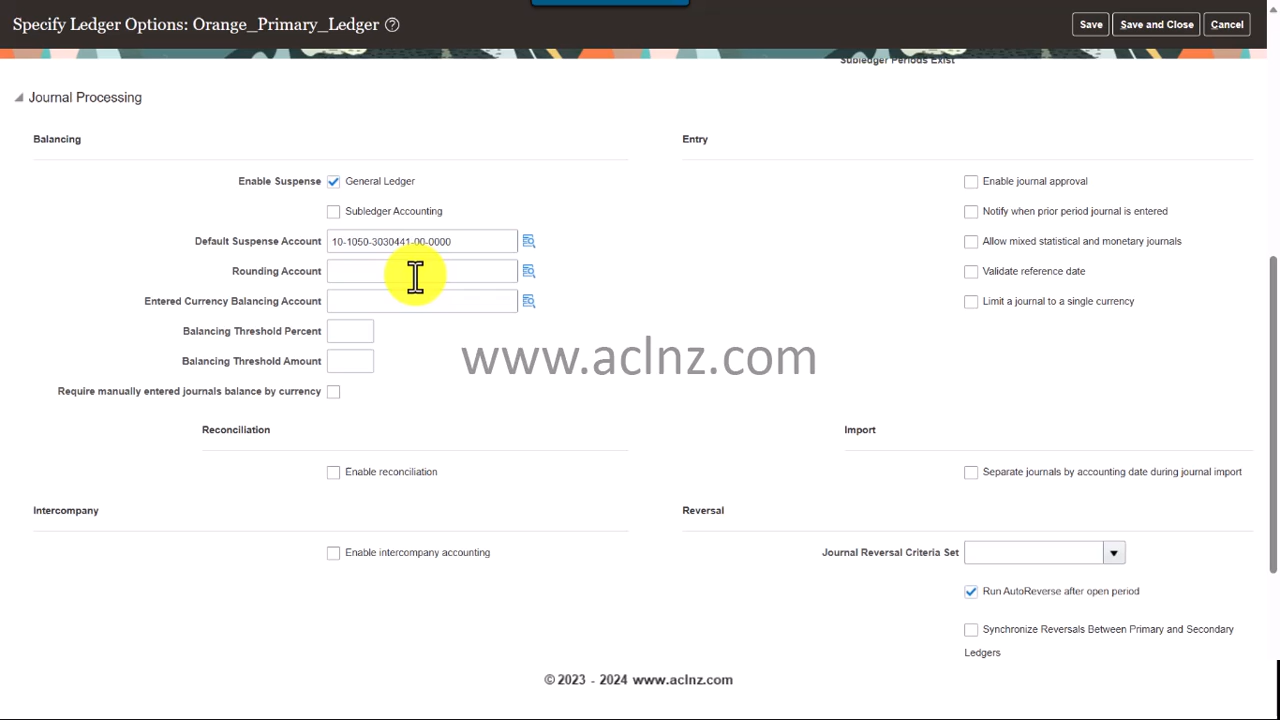 Specify Ledger Options: Orange_Primary_Ledger
Save
Save and Close
Cancel
Subledger Periods Exist
Journal Processing
Balancing
Enable Suspense General Ledger
Subledger Accounting
Default Suspense Account 10-1050-3030441-00-0000
Rounding Account
Entered Currency Balancing Account
Balancing Threshold Percent
Balancing Threshold Amount
Require manually entered journals balance by currency
Entry
Enable journal approval
Notify when prior period journal is entered
Allow mixed statistical and monetary journals
Validate reference date
Limit a journal to a single currency
www.aclnz.com
Reconciliation
Enable reconciliation
Import
Separate journals by accounting date during journal import
Intercompany
Enable intercompany accounting
Reversal
Journal Reversal Criteria Set
Run AutoReverse after open period
Synchronize Reversals Between Primary and Secondary
Ledgers
© 2023 - 2024 www.aclnz.com